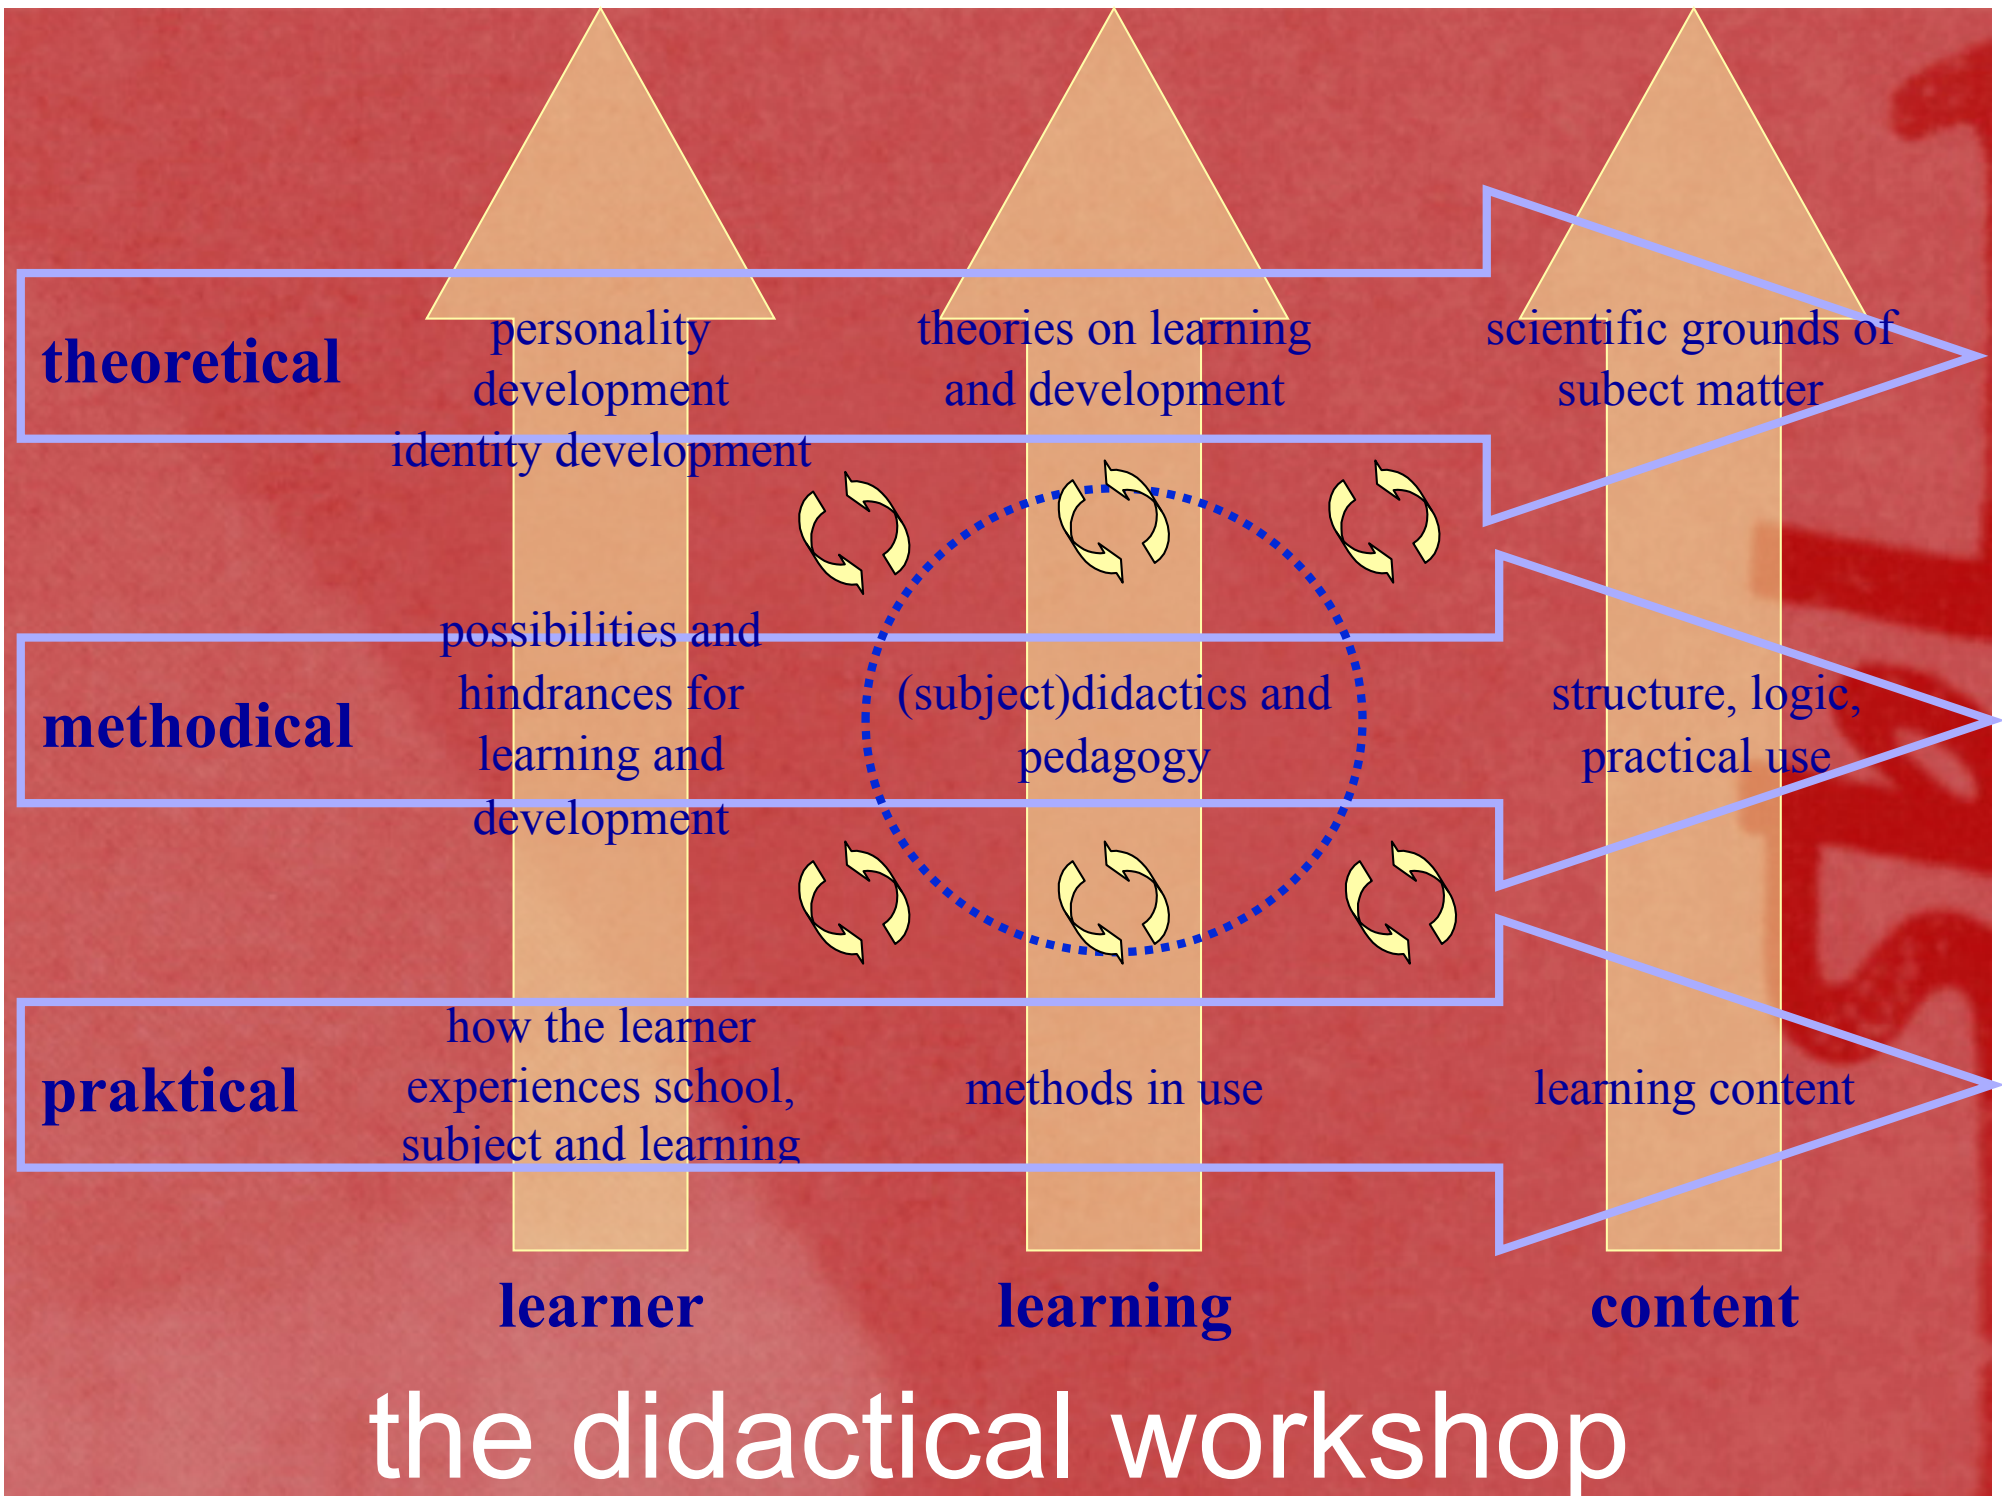 theoretical
personality
development
identity development
theories on learning
and development
scientific grounds of
subect matter
methodical
possibilities and
hindrances for
learning and
development
(subject)didactics and
pedagogy
structure, logic,
practical use
praktical
how the learner
experiences school,
subject and learning
methods in use
learning content
learner
learning
content
the didactical workshop